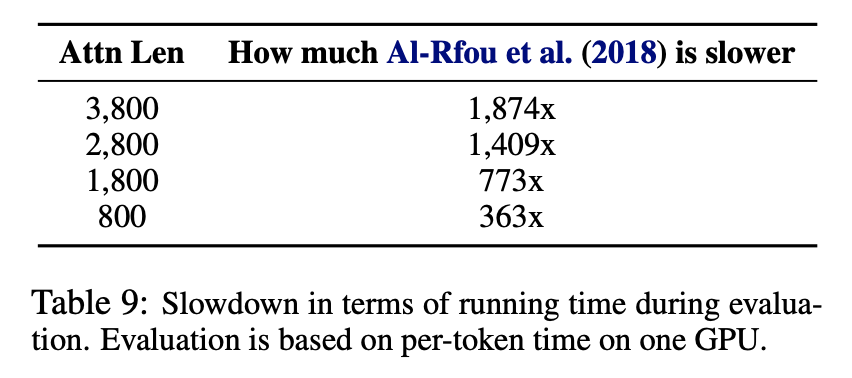 Attn Len How much Al-Rfou et al. (2018) is slower
3,800 1,874x
2,800 1,409x
1,800 773x
800 363x
Table 9: Slowdown in terms of running time during evalua-
tion. Evaluation is based on per-token time on one GPU.